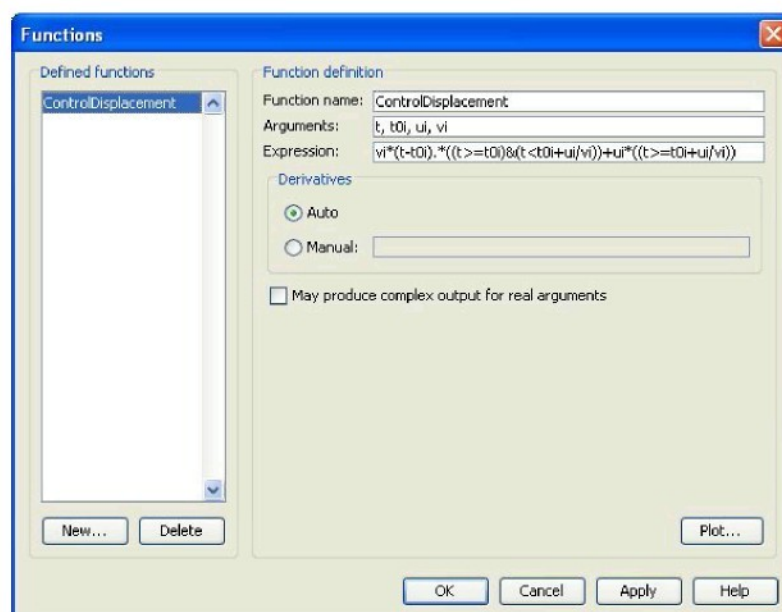 Functions
Defined functions
ControlDisplacement
Function definition
Function name: ControlDisplacement
Arguments: t, t0i, ui, vi
Expression: vi*(t-t0i).*((t>=t0i)&(t<t0i+ui/vi))+ui*((t>=t0i+ui/vi))
Derivatives
Auto
Manual:
May produce complex output for real arguments
New... Delete Plot...
OK Cancel Apply Help